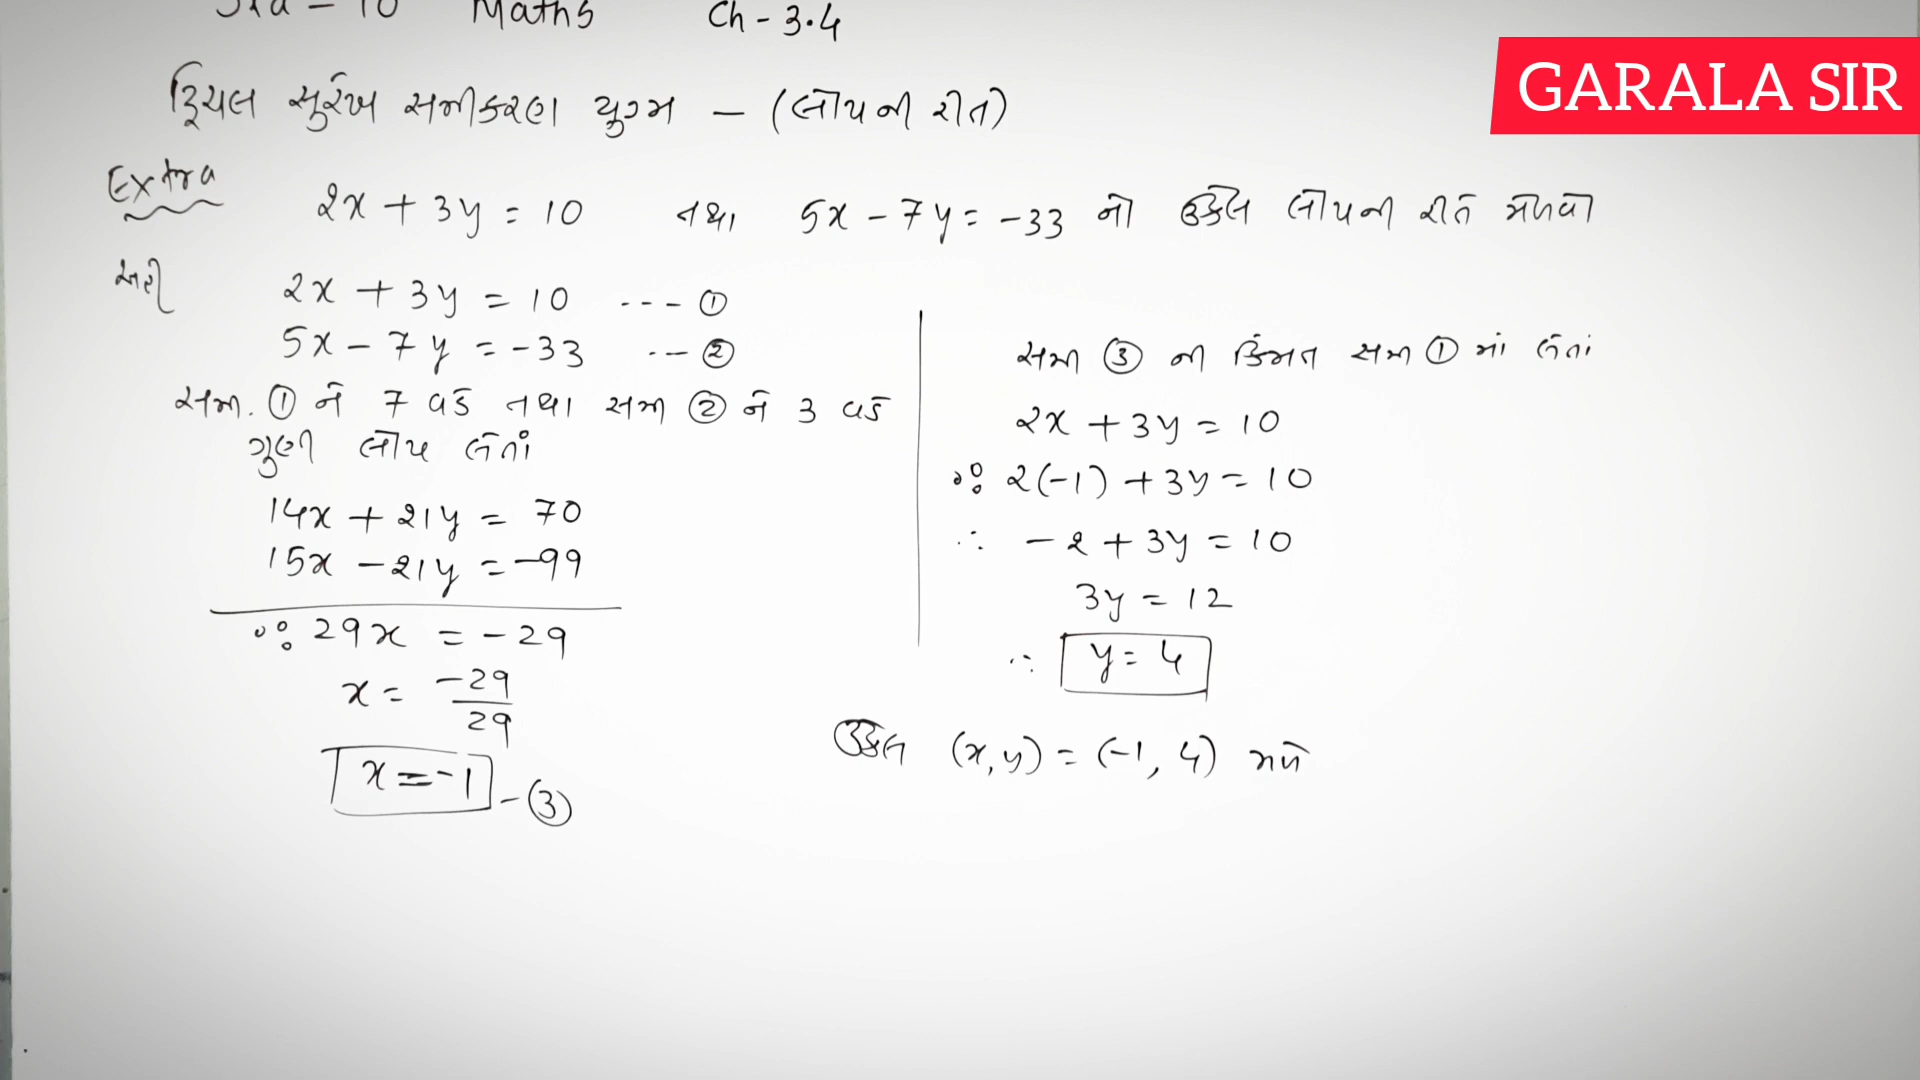 Std - 10 Maths Ch - 3.4
GARALA SIR
દ્વિચલ સુરેખ સમીકરણ યુગ્મ - (લોપની રીત)
Extra 2x + 3y = 10 તથા 5x - 7y = -33 નો ઉકેલ લોપની રીતે મેળવો
અહીં 2x + 3y = 10 --- ①
5x - 7y = -33 --- ②
સમી. ① ને 7 વડે તથા સમી ② ને 3 વડે
ગુણી લોપ લેતાં
14x + 21y = 70
15x - 21y = -99
∴ 29x = -29
x = -29/29
x = -1 - ③
સમી ③ ની કિંમત સમી ① માં લેતાં
2x + 3y = 10
∴ 2(-1) + 3y = 10
∴ -2 + 3y = 10
3y = 12
∴ y = 4
ઉકેલ (x, y) = (-1, 4) મળે